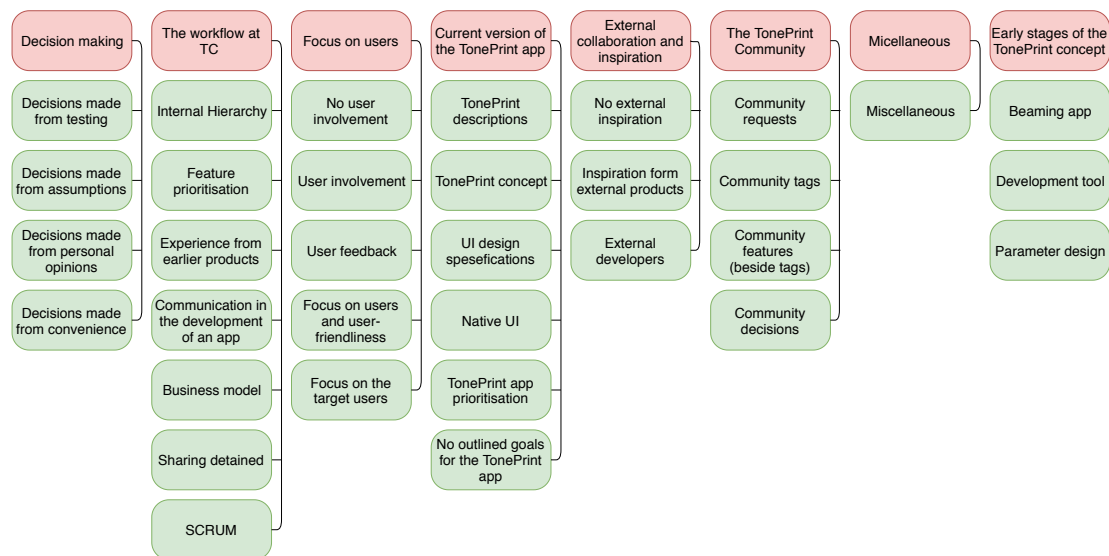 Decision making
Decisions made
from testing
Decisions made
from assumptions
Decisions made
from personal
opinions
Decisions made
from convenience
The workflow at
TC
Internal Hierarchy
Feature
prioritisation
Experience from
earlier products
Communication in
the development
of an app
Business model
Sharing detained
SCRUM
Focus on users
No user
involvement
User involvement
User feedback
Focus on users
and user-
friendliness
Focus on the
target users
Current version
of the TonePrint app
TonePrint
descriptions
TonePrint concept
UI design
spesefications
Native UI
TonePrint app
prioritisation
No outlined goals
for the TonePrint
app
External
collaboration and
inspiration
No external
inspiration
Inspiration form
external products
External
developers
The TonePrint
Community
Community
requests
Community tags
Community
features
(beside tags)
Community
decisions
Micellaneous
Miscellaneous
Early stages of the
TonePrint concept
Beaming app
Development tool
Parameter design